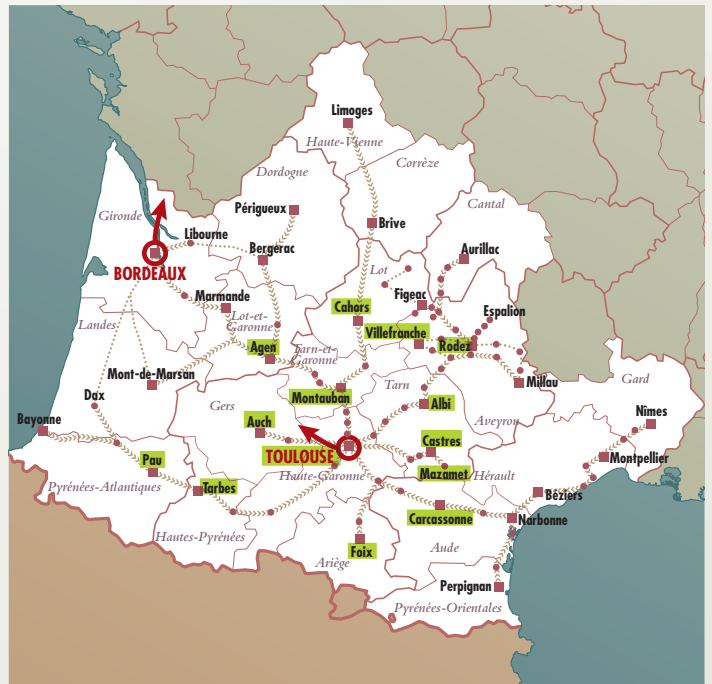 Limoges
Haute-Vienne
Corrèze
Dordogne
Cantal
Périgueux
Gironde
Brive
Libourne
Bergerac
Aurillac
BORDEAUX
Lot
Marmande
Figeac
Cahors
Espalion
Lot-et-
Garonne
Landes
Villefranche
Rodez
Agen
Tarn-et-
Garonne
Mont-de-Marsan
Montauban
Tarn
Millau
Gard
Dax
Gers
Albi
Nîmes
Bayonne
Auch
Aveyron
Castres
TOULOUSE
Montpellier
Pau
Haute-Garonne
Mazamet
Hérault
Pyrénées-Atlantiques
Tarbes
Béziers
Carcassonne
Narbonne
Hautes-Pyrénées
Foix
Aude
Ariège
Perpignan
Pyrénées-Orientales